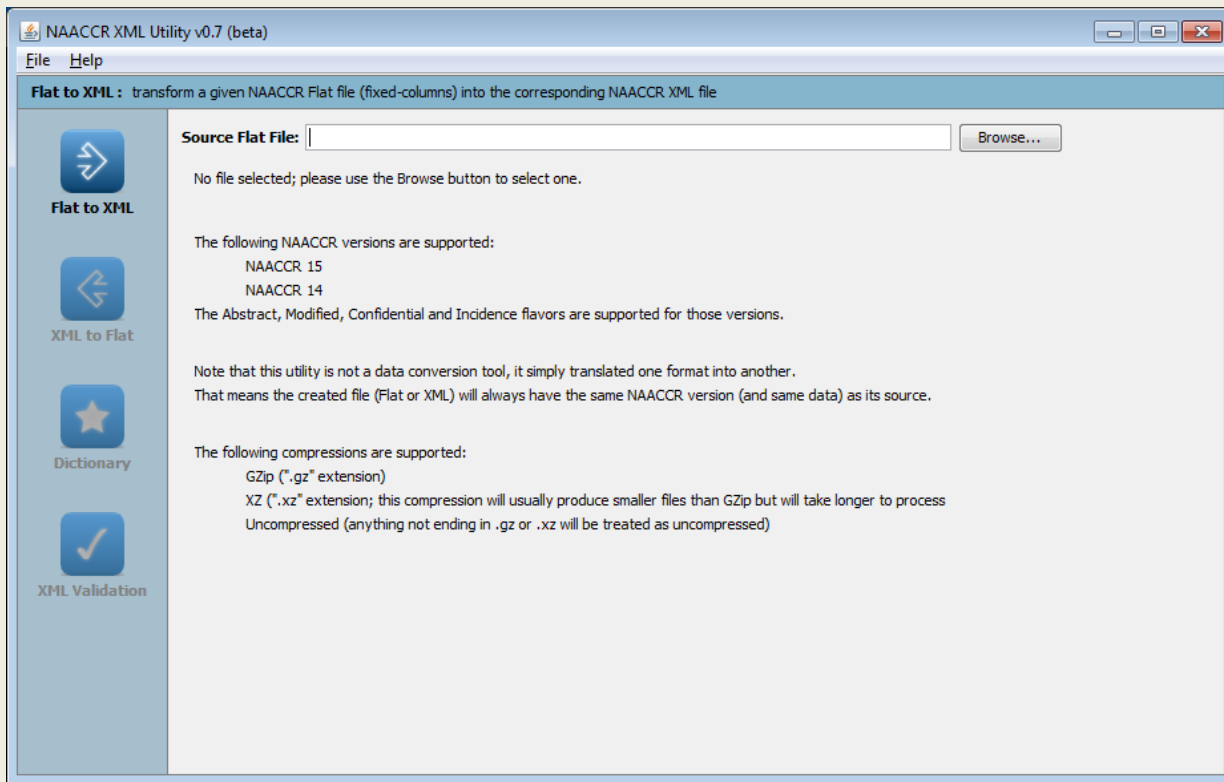 NAACCR XML Utility v0.7 (beta)
File Help
Flat to XML : transform a given NAACCR Flat file (fixed-columns) into the corresponding NAACCR XML file
Source Flat File: Browse...
Flat to XML
No file selected; please use the Browse button to select one.
The following NAACCR versions are supported:
NAACCR 15
NAACCR 14
The Abstract, Modified, Confidential and Incidence flavors are supported for those versions.
XML to Flat
Note that this utility is not a data conversion tool, it simply translated one format into another.
That means the created file (Flat or XML) will always have the same NAACCR version (and same data) as its source.
Dictionary
The following compressions are supported:
GZip (".gz" extension)
XZ (".xz" extension; this compression will usually produce smaller files than GZip but will take longer to process
Uncompressed (anything not ending in .gz or .xz will be treated as uncompressed)
XML Validation